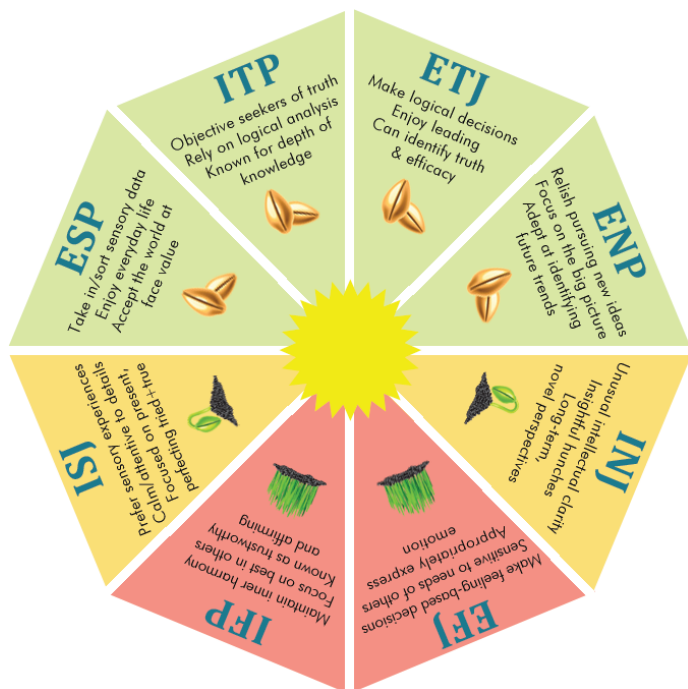 ITP
Objective seekers of truth
Rely on logical analysis
Known for depth of
knowledge
ETJ
Make logical decisions
Enjoy leading
Can identify truth
& efficacy
ENP
Relish pursuing new ideas
Focus on the big picture
Adept at identifying
future trends
INJ
Unusual intellectual clarity
Insightful hunches
Long-term,
novel perspectives
EFJ
Make feeling-based decisions
Sensitive to needs of others
Appropriately express
emotion
IFP
Maintain inner harmony
Focus on best in others
Known as trustworthy
and affirming
ISJ
Prefer sensory experiences
Calm/attentive to details
Focused on present,
perfecting tried+true
ESP
Take in/sort sensory data
Enjoy everyday life
Accept the world at
face value